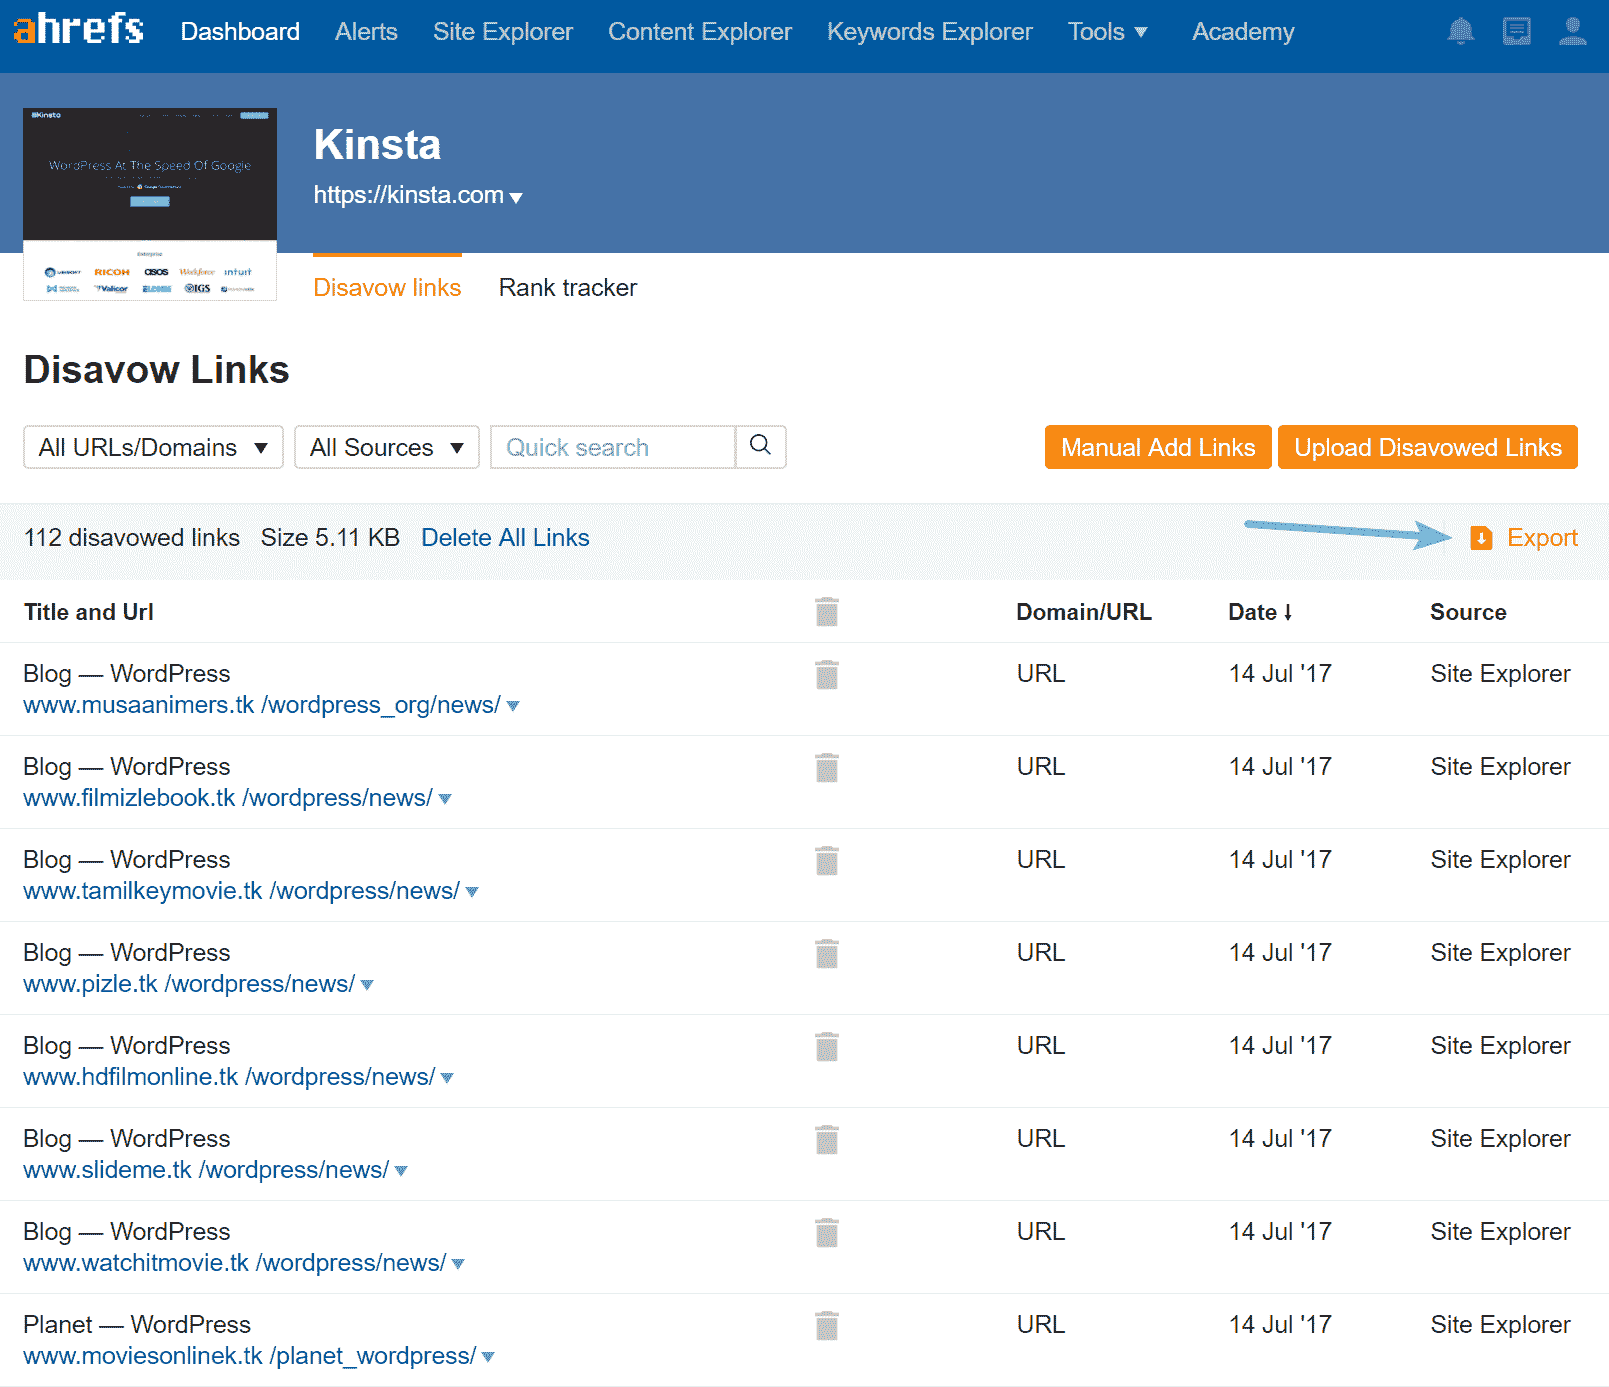 ahrefs Dashboard Alerts Site Explorer Content Explorer Keywords Explorer Tools Academy
Kinsta
WordPress At The Speed Of Google
Enterprise
RICOH asos Workforce intuit
Valicor IGS
Kinsta
https://kinsta.com
Disavow links Rank tracker
Disavow Links
All URLs/Domains All Sources Quick search Manual Add Links Upload Disavowed Links
112 disavowed links Size 5.11 KB Delete All Links Export
Title and Url Domain/URL Date ↓ Source
Blog — WordPress URL 14 Jul '17 Site Explorer
www.musaanimers.tk /wordpress_org/news/
Blog — WordPress URL 14 Jul '17 Site Explorer
www.filmizlebook.tk /wordpress/news/
Blog — WordPress URL 14 Jul '17 Site Explorer
www.tamilkeymovie.tk /wordpress/news/
Blog — WordPress URL 14 Jul '17 Site Explorer
www.pizle.tk /wordpress/news/
Blog — WordPress URL 14 Jul '17 Site Explorer
www.hdfilmonline.tk /wordpress/news/
Blog — WordPress URL 14 Jul '17 Site Explorer
www.slideme.tk /wordpress/news/
Blog — WordPress URL 14 Jul '17 Site Explorer
www.watchitmovie.tk /wordpress/news/
Planet — WordPress URL 14 Jul '17 Site Explorer
www.moviesonlinek.tk /planet_wordpress/